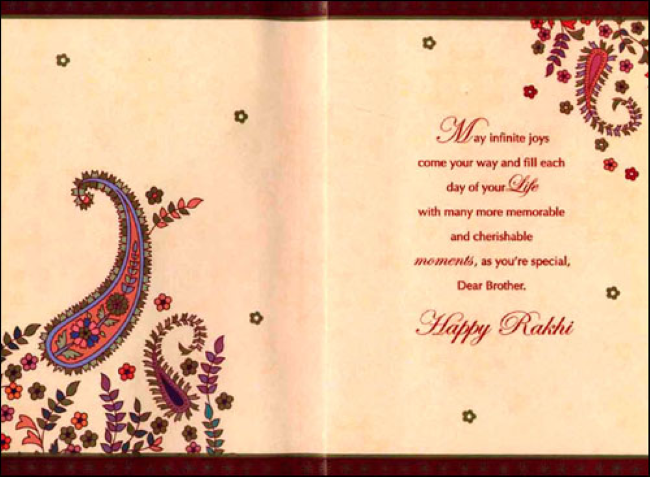 May infinite joys
come your way and fill each
day of your Life
with many more memorable
and cherishable
moments, as you're special,
Dear Brother.
Happy Rakhi